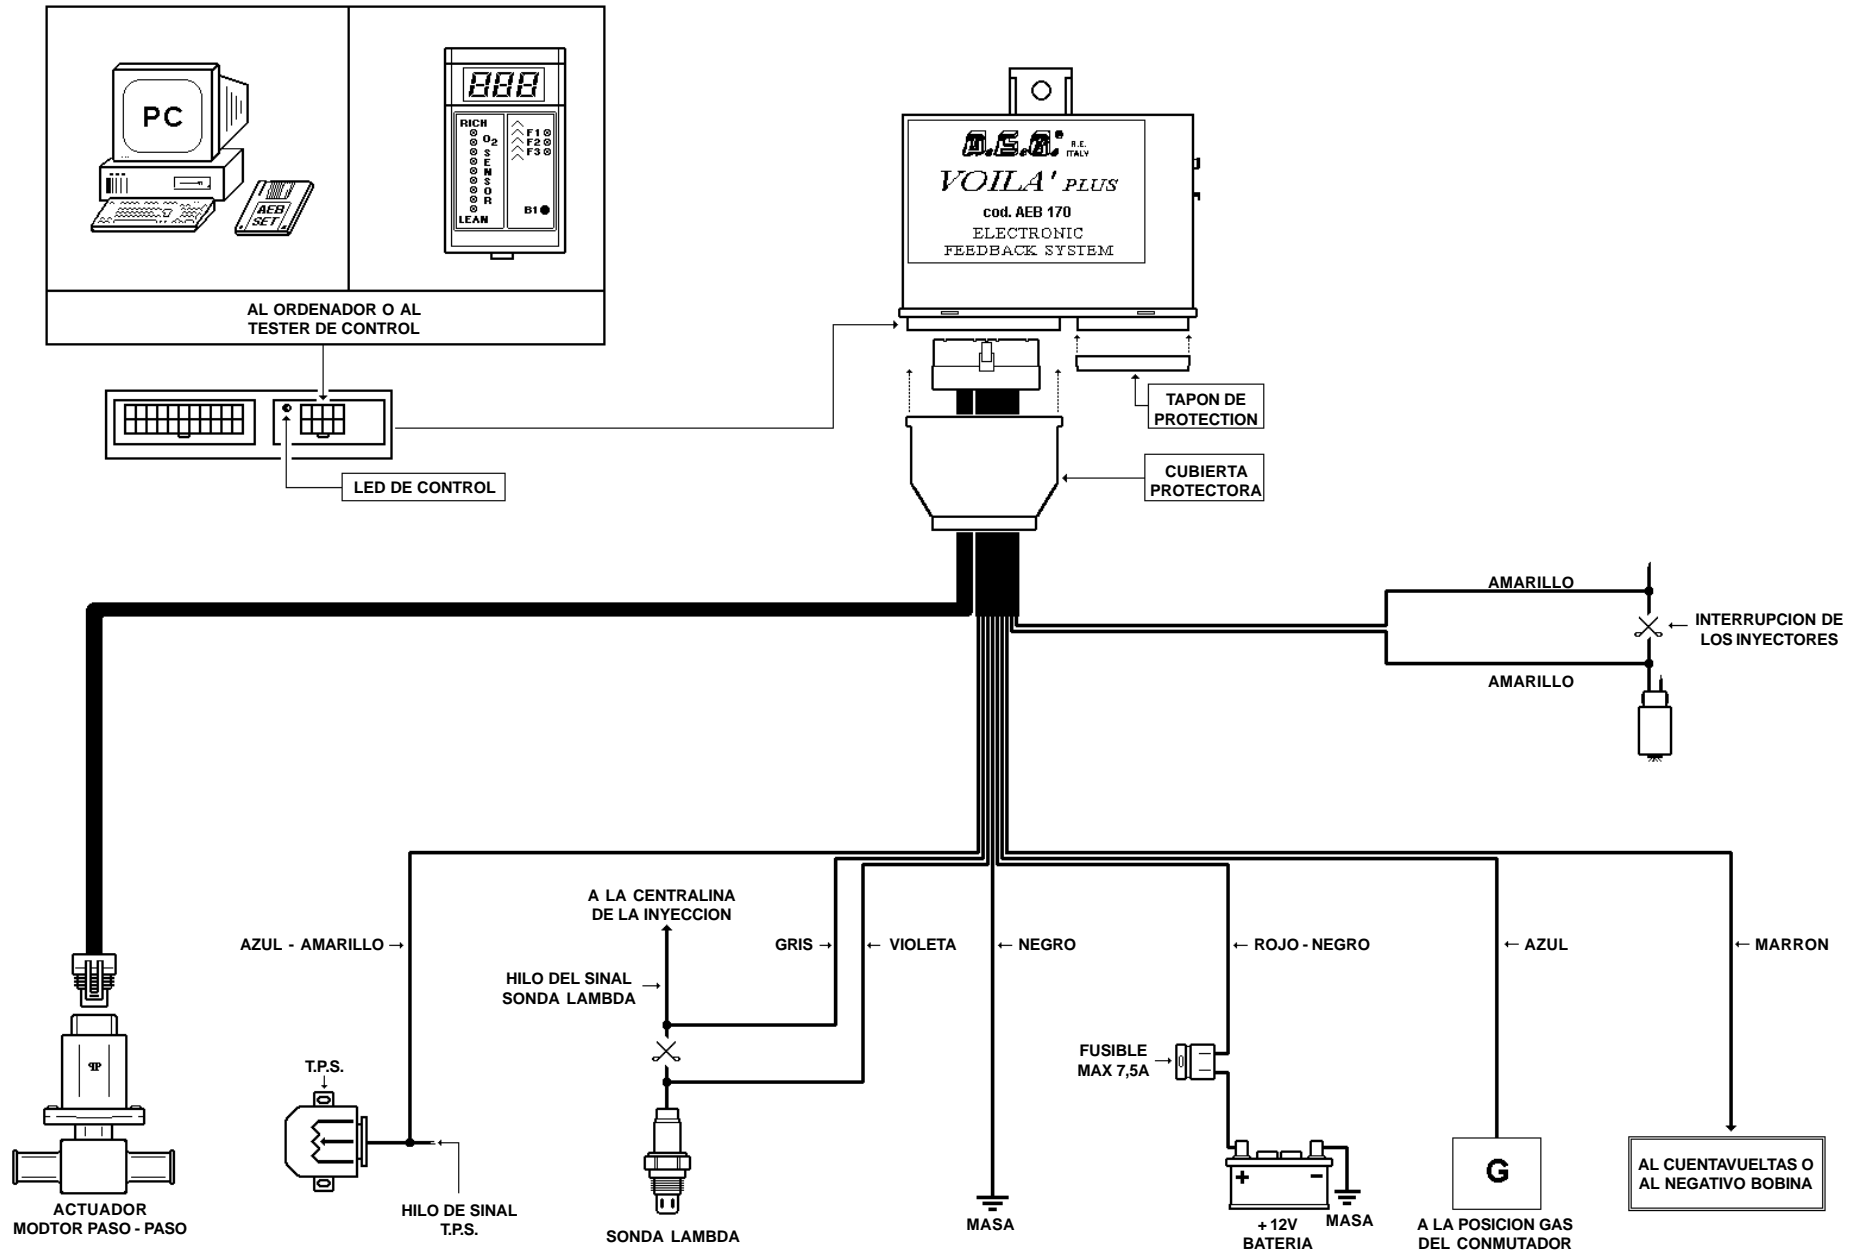 PC
AEB
SET
888
RICH
O2
SENSOR
LEAN
F1
F2
F3
B1
AL ORDENADOR O AL
TESTER DE CONTROL
LED DE CONTROL
A.E.B.
R.E.
ITALY
VOILA' PLUS
cod. AEB 170
ELECTRONIC
FEEDBACK SYSTEM
TAPON DE
PROTECTION
CUBIERTA
PROTECTORA
AMARILLO
INTERRUPCION DE
LOS INYECTORES
AMARILLO
A LA CENTRALINA
DE LA INYECCION
AZUL - AMARILLO
GRIS
VIOLETA
NEGRO
ROJO - NEGRO
AZUL
MARRON
HILO DEL SINAL
SONDA LAMBDA
T.P.S.
FUSIBLE
MAX 7,5A
ACTUADOR
MODTOR PASO - PASO
HILO DE SINAL
T.P.S.
SONDA LAMBDA
MASA
+ -
+ 12V
BATERIA
MASA
G
A LA POSICION GAS
DEL CONMUTADOR
AL CUENTAVUELTAS O
AL NEGATIVO BOBINA